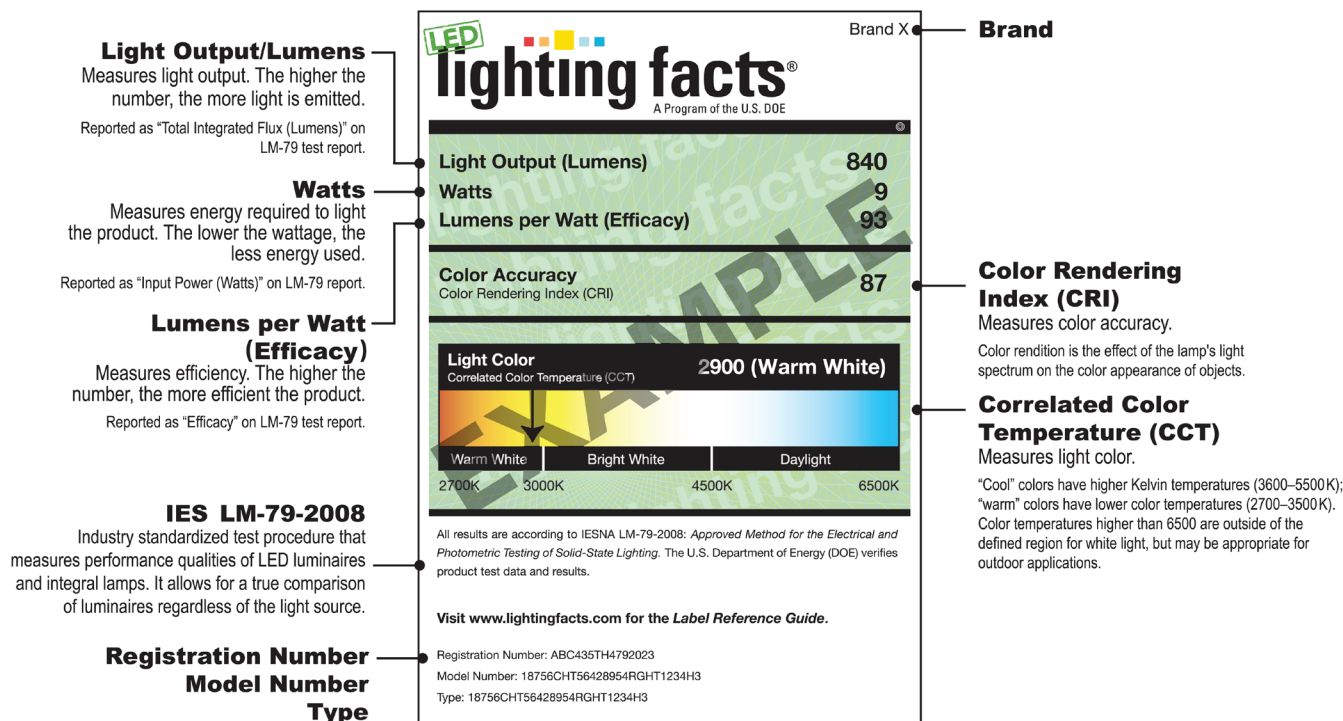 Light Output/Lumens
Measures light output. The higher the
number, the more light is emitted.
Reported as “Total Integrated Flux (Lumens)” on
LM-79 test report.
Watts
Measures energy required to light
the product. The lower the wattage, the
less energy used.
Reported as “Input Power (Watts)” on LM-79 test report.
Lumens per Watt
(Efficacy)
Measures efficiency. The higher the
number, the more efficient the product.
Reported as “Efficacy” on LM-79 test report.
IES LM-79-2008
Industry standardized test procedure that
measures performance qualities of LED luminaires
and integral lamps. It allows for a true comparison
of luminaires regardless of the light source.
Registration Number
Model Number
Type
Brand X
LED
lighting facts®
A Program of the U.S. DOE
Light Output (Lumens) 840
Watts 9
Lumens per Watt (Efficacy) 93
Color Accuracy
Color Rendering Index (CRI) 87
Light Color
Correlated Color Temperature (CCT) 2900 (Warm White)
Warm White Bright White Daylight
2700K 3000K 4500K 6500K
EXAMPLE
All results are according to IESNA LM-79-2008: Approved Method for the Electrical and
Photometric Testing of Solid-State Lighting. The U.S. Department of Energy (DOE) verifies
product test data and results.
Visit www.lightingfacts.com for the Label Reference Guide.
Registration Number: ABC435TH4792023
Model Number: 18756CHT56428954RGHT1234H3
Type: 18756CHT56428954RGHT1234H3
Brand
Color Rendering
Index (CRI)
Measures color accuracy.
Color rendition is the effect of the lamp's light
spectrum on the color appearance of objects.
Correlated Color
Temperature (CCT)
Measures light color.
“Cool” colors have higher Kelvin temperatures (3600–5500K);
“warm” colors have lower color temperatures (2700–3500K).
Color temperatures higher than 6500 are outside of the
defined region for white light, but may be appropriate for
outdoor applications.